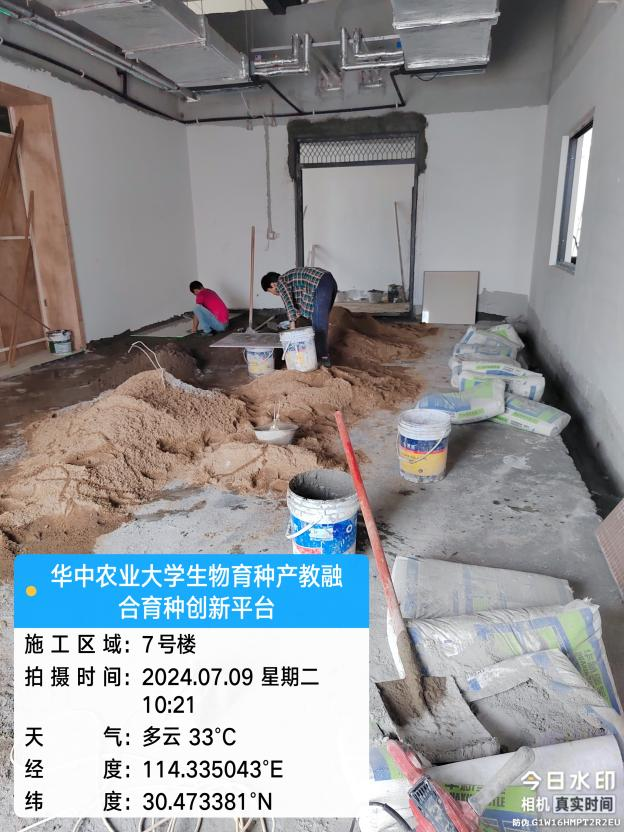 华中农业大学生物育种产教融
合育种创新平台
施工区域：7号楼
拍摄时间：2024.07.09 星期二
10:21
天气：多云 33°C
经度：114.335043°E
纬度：30.473381°N
今日水印
相机 真实时间
防伪 G1W16HMPT2R2EU